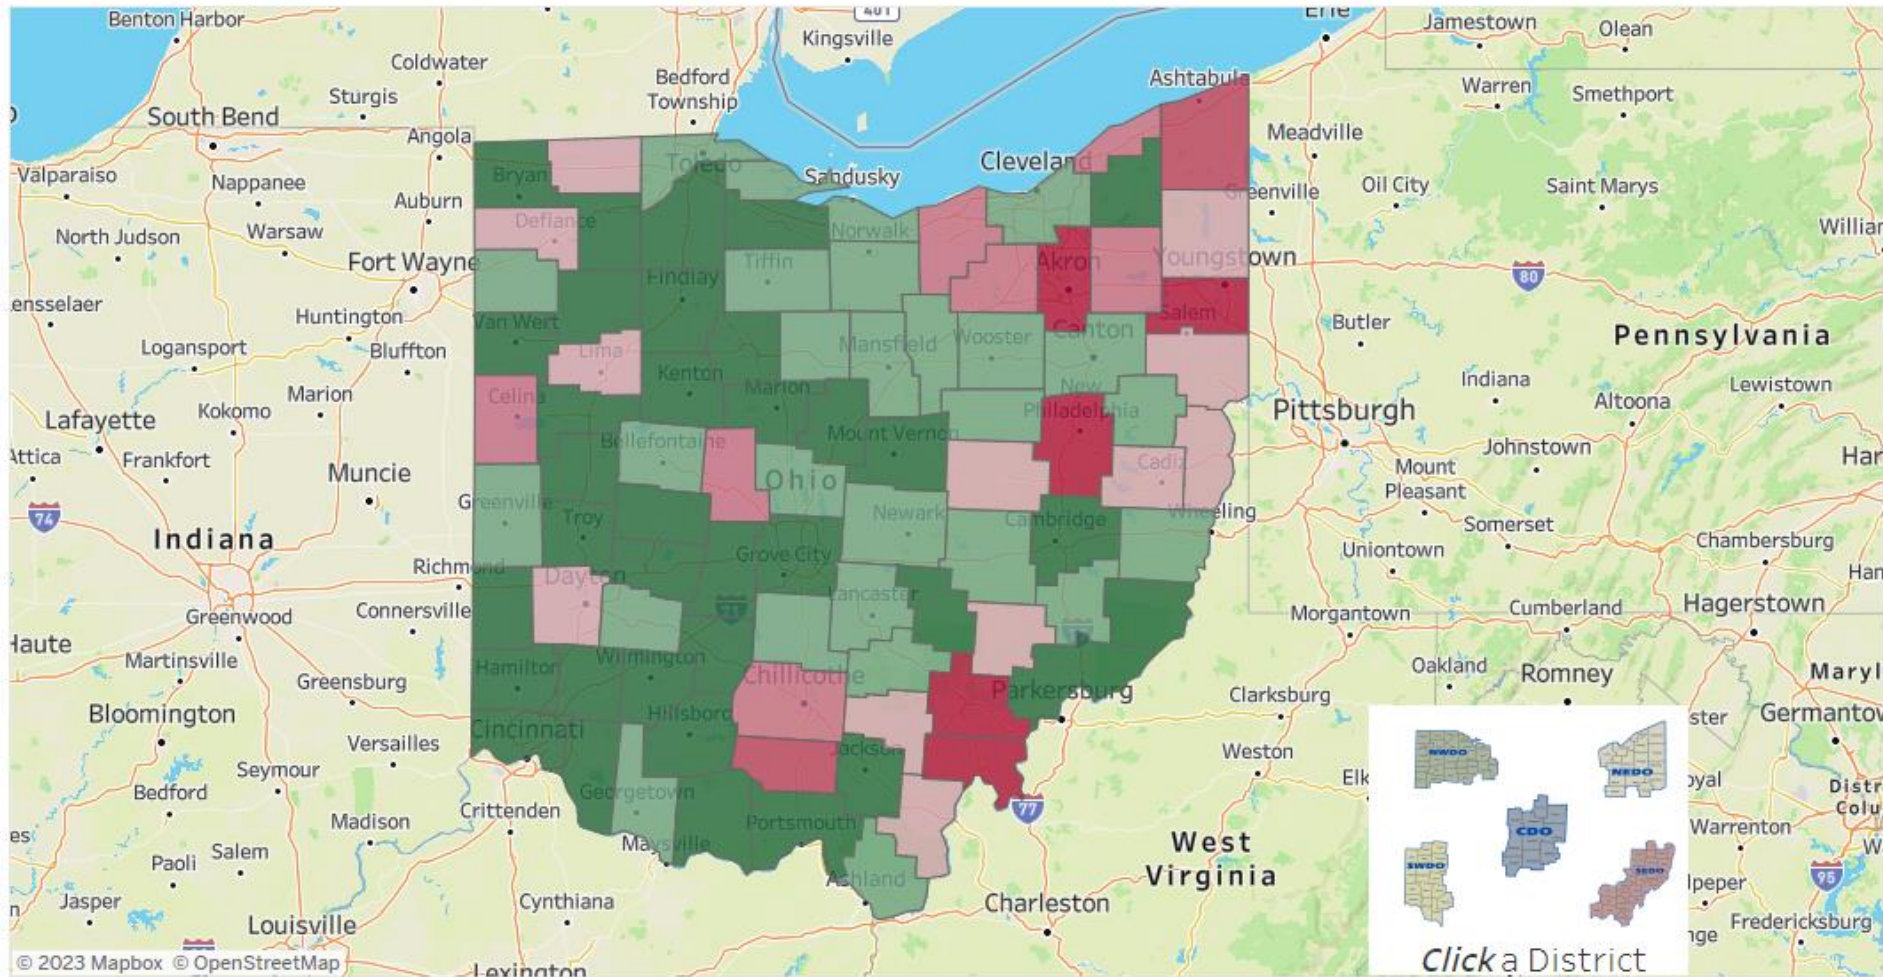 Benton Harbor
401
Kingsville
Erie
Jamestown
Olean
Coldwater
Bedford
Township
Ashtabula
Warren
Smethport
Sturgis
South Bend
Angola
Meadville
Valparaiso
Nappanee
Bryan
Toledo
Sandusky
Cleveland
Greenville
Oil City
Saint Marys
Auburn
North Judson
Warsaw
Defiance
Norwalk
Fort Wayne
Findlay
Tiffin
Akron
Youngstown
80
ensselaer
Huntington
Van Wert
Salem
Butler
Pennsylvania
Logansport
Bluffton
Lima
Mansfield
Wooster
Canton
Marion
Kenton
Marion
Celina
New
Philadelphia
Indiana
Lewistown
Lafayette
Kokomo
Pittsburgh
Altoona
Attica
Frankfort
Bellefontaine
Mount Vernon
Johnstown
Muncie
Ohio
Cadiz
Mount
Pleasant
74
Greenville
Troy
Newark
Cambridge
Wheeling
Somerset
Indiana
Grove City
Uniontown
Chambersburg
Richmond
Dayton
Lancaster
Greenwood
Connersville
Morgantown
Cumberland
Hagerstown
Martinsville
Hamilton
Wilmington
Oakland
Romney
Greensburg
Chillicothe
Parkersburg
Clarksburg
Bloomington
Cincinnati
Hillsboro
Versailles
Jackson
Weston
Seymour
Bedford
Georgetown
Crittenden
Portsmouth
77
Madison
Maysville
West
Virginia
Warrenton
Paoli
Salem
Ashland
95
Jasper
Cynthiana
Charleston
Louisville
Fredericksburg
NWDO
NEDO
CDO
SWDO
SEDO
Click a District
© 2023 Mapbox © OpenStreetMap
Lexington